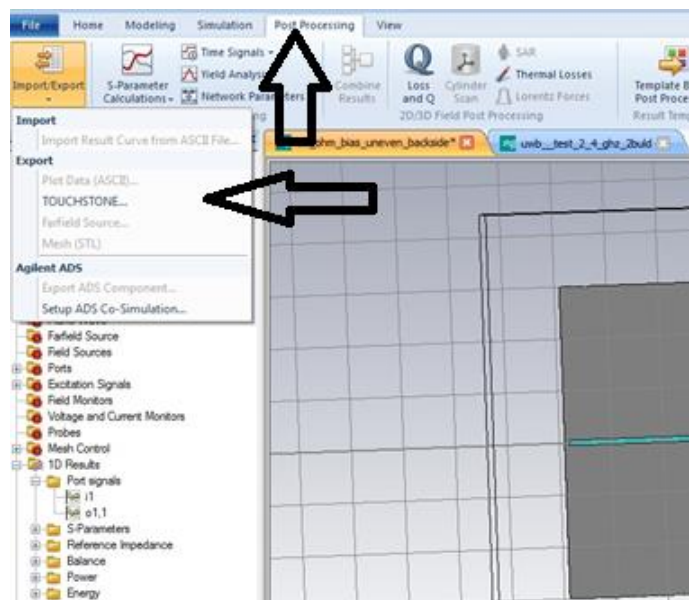 File Home Modeling Simulation Post Processing View
Import/Export
S-Parameter
Calculations
Time Signals
Yield Analysis
Network Parameters
Combine
Results
Loss
and Q
Cylinder
Scan
SAR
Thermal Losses
Lorentz Forces
2D/3D Field Post Processing
Import
Import Result Curve from ASCII File...
Export
Plot Data (ASCII)...
TOUCHSTONE...
Farfield Source...
Mesh (STL)
Agilent ADS
Export ADS Component...
Setup ADS Co-Simulation...
ohm_bias_uneven_backside*
uwb__test_2_4_ghz_2buld
Farfield Source
Field Sources
Ports
Excitation Signals
Field Monitors
Voltage and Current Monitors
Probes
Mesh Control
1D Results
Port signals
i1
o1,1
S-Parameters
Reference Impedance
Balance
Power
Energy